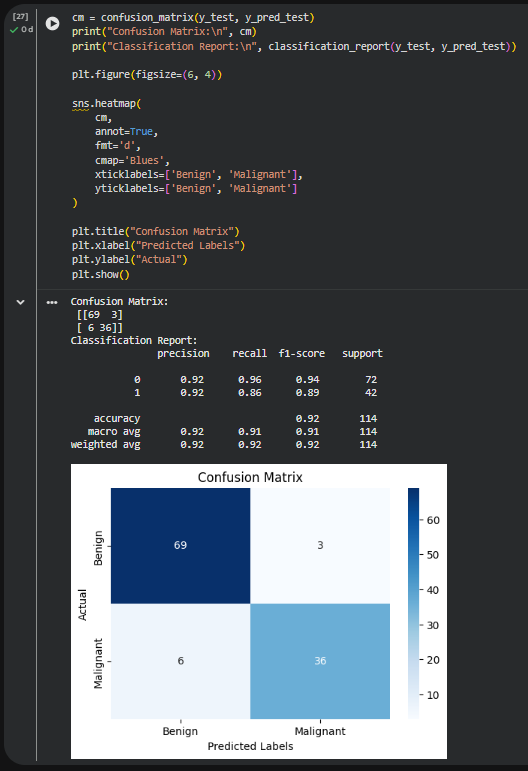 [27]
0 d
cm = confusion_matrix(y_test, y_pred_test)
print("Confusion Matrix:\n", cm)
print("Classification Report:\n", classification_report(y_test, y_pred_test))
plt.figure(figsize=(6, 4))
sns.heatmap(
    cm,
    annot=True,
    fmt='d',
    cmap='Blues',
    xticklabels=['Benign', 'Malignant'],
    yticklabels=['Benign', 'Malignant']
)
plt.title("Confusion Matrix")
plt.xlabel("Predicted Labels")
plt.ylabel("Actual")
plt.show()
Confusion Matrix:
 [[69  3]
 [ 6 36]]
Classification Report:
               precision    recall  f1-score   support
           0       0.92      0.96      0.94        72
           1       0.92      0.86      0.89        42
    accuracy                           0.92       114
   macro avg       0.92      0.91      0.91       114
weighted avg       0.92      0.92      0.92       114
Confusion Matrix
Benign
69
3
Malignant
6
36
Actual
Benign
Malignant
Predicted Labels
60
50
40
30
20
10